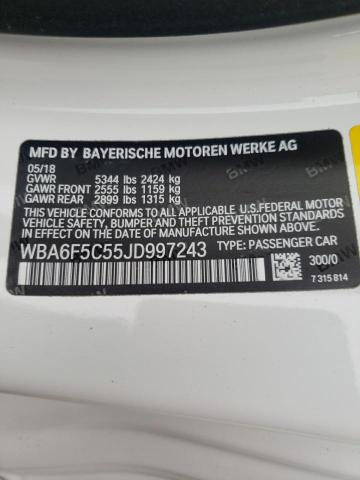 MFD BY BAYERISCHE MOTOREN WERKE AG
05/18
GVWR 5344 lbs 2424 kg
GAWR FRONT 2555 lbs 1159 kg
GAWR REAR 2899 lbs 1315 kg
THIS VEHICLE CONFORMS TO ALL APPLICABLE U.S. FEDERAL MOTOR
VEHICLE SAFETY, BUMPER AND THEFT PREVENTION STANDARDS
IN EFFECT ON THE DATE OF MANUFACTURE SHOWN ABOVE.
WBA6F5C55JD997243 TYPE: PASSENGER CAR
300/0
7 315 814